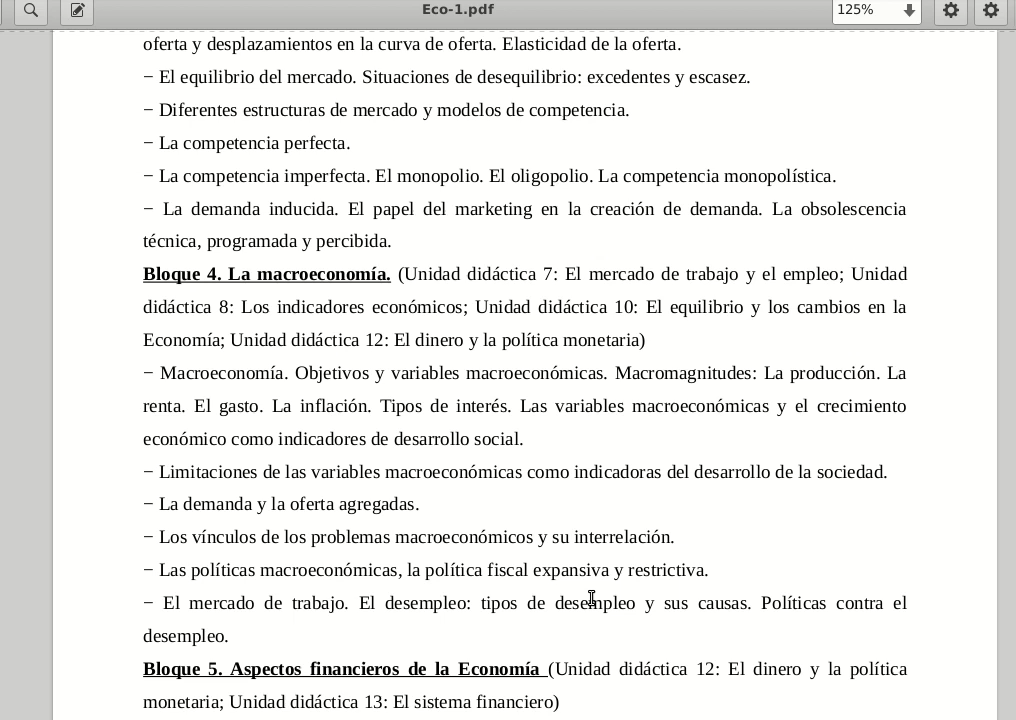 Eco-1.pdf
125%
oferta y desplazamientos en la curva de oferta. Elasticidad de la oferta.
− El equilibrio del mercado. Situaciones de desequilibrio: excedentes y escasez.
− Diferentes estructuras de mercado y modelos de competencia.
− La competencia perfecta.
− La competencia imperfecta. El monopolio. El oligopolio. La competencia monopolística.
− La demanda inducida. El papel del marketing en la creación de demanda. La obsolescencia
técnica, programada y percibida.
Bloque 4. La macroeconomía. (Unidad didáctica 7: El mercado de trabajo y el empleo; Unidad
didáctica 8: Los indicadores económicos; Unidad didáctica 10: El equilibrio y los cambios en la
Economía; Unidad didáctica 12: El dinero y la política monetaria)
− Macroeconomía. Objetivos y variables macroeconómicas. Macromagnitudes: La producción. La
renta. El gasto. La inflación. Tipos de interés. Las variables macroeconómicas y el crecimiento
económico como indicadores de desarrollo social.
− Limitaciones de las variables macroeconómicas como indicadoras del desarrollo de la sociedad.
− La demanda y la oferta agregadas.
− Los vínculos de los problemas macroeconómicos y su interrelación.
− Las políticas macroeconómicas, la política fiscal expansiva y restrictiva.
− El mercado de trabajo. El desempleo: tipos de desempleo y sus causas. Políticas contra el
desempleo.
Bloque 5. Aspectos financieros de la Economía (Unidad didáctica 12: El dinero y la política
monetaria; Unidad didáctica 13: El sistema financiero)